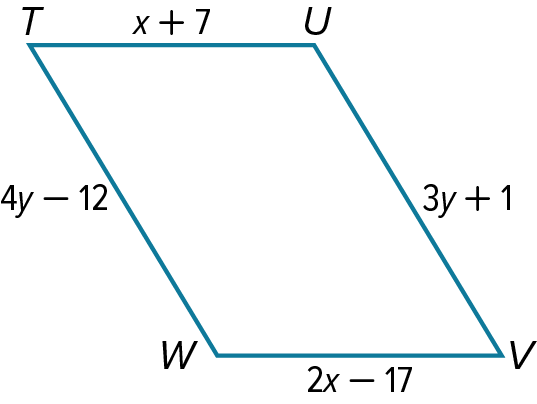 T
x + 7
U
4y − 12
3y + 1
W
V
2x − 17